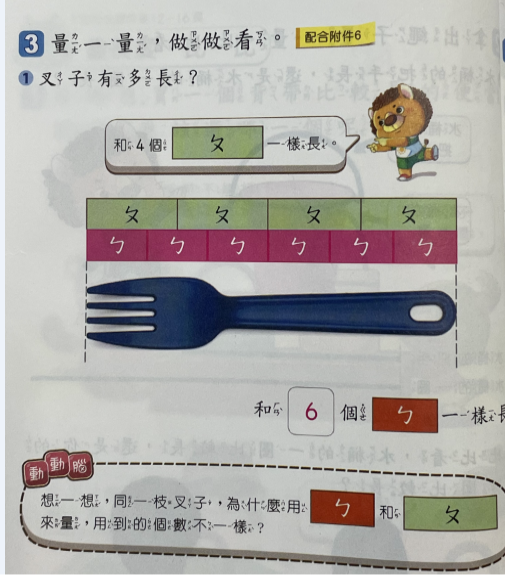 3 量一量，做做看。 配合附件6
1 叉子有多長？
和4個 ㄆ 一樣長。
ㄆ ㄆ ㄆ ㄆ
ㄅ ㄅ ㄅ ㄅ ㄅ ㄅ
和 6 個 ㄅ 一樣長
動動腦
想一想，同一枝叉子，為什麼用 ㄅ 和 ㄆ
來量，用到的個數不一樣？